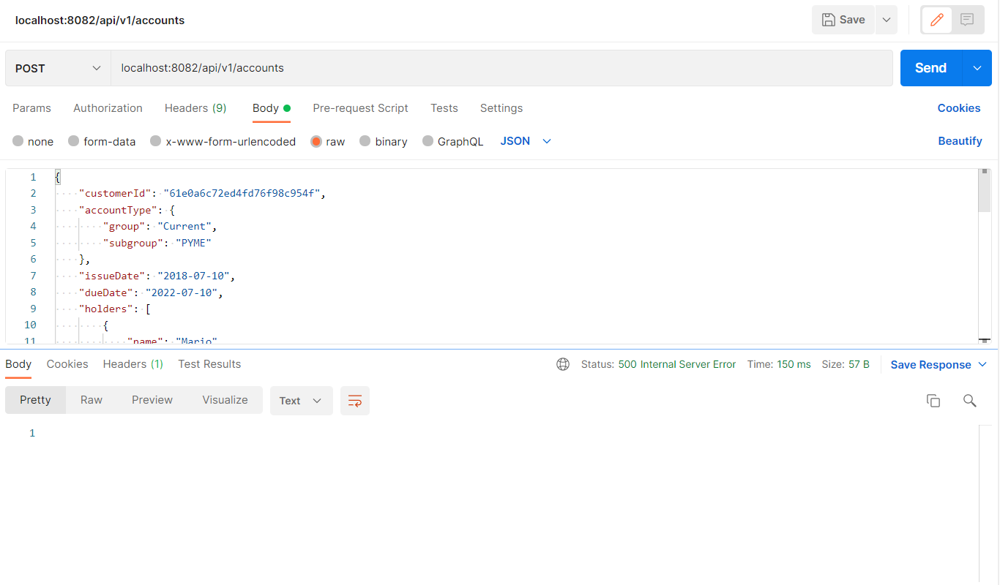 localhost:8082/api/v1/accounts
Save
POST
localhost:8082/api/v1/accounts
Send
Params Authorization Headers (9) Body Pre-request Script Tests Settings Cookies
none form-data x-www-form-urlencoded raw binary GraphQL JSON Beautify
1 {
2 "customerId": "61e0a6c72ed4fd76f98c954f",
3 "accountType": {
4 "group": "Current",
5 "subgroup": "PYME"
6 },
7 "issueDate": "2018-07-10",
8 "dueDate": "2022-07-10",
9 "holders": [
10 {
11 "name": "Mario"
Body Cookies Headers (1) Test Results Status: 500 Internal Server Error Time: 150 ms Size: 57 B Save Response
Pretty Raw Preview Visualize Text
1